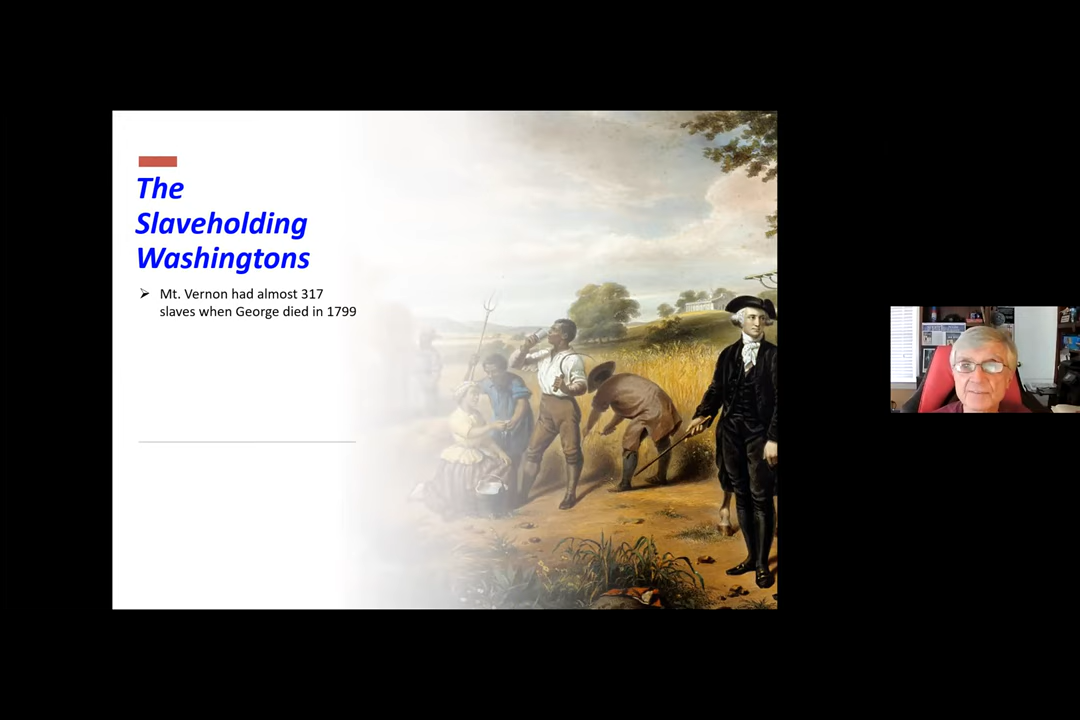 The
Slaveholding
Washingtons
Mt. Vernon had almost 317
slaves when George died in 1799